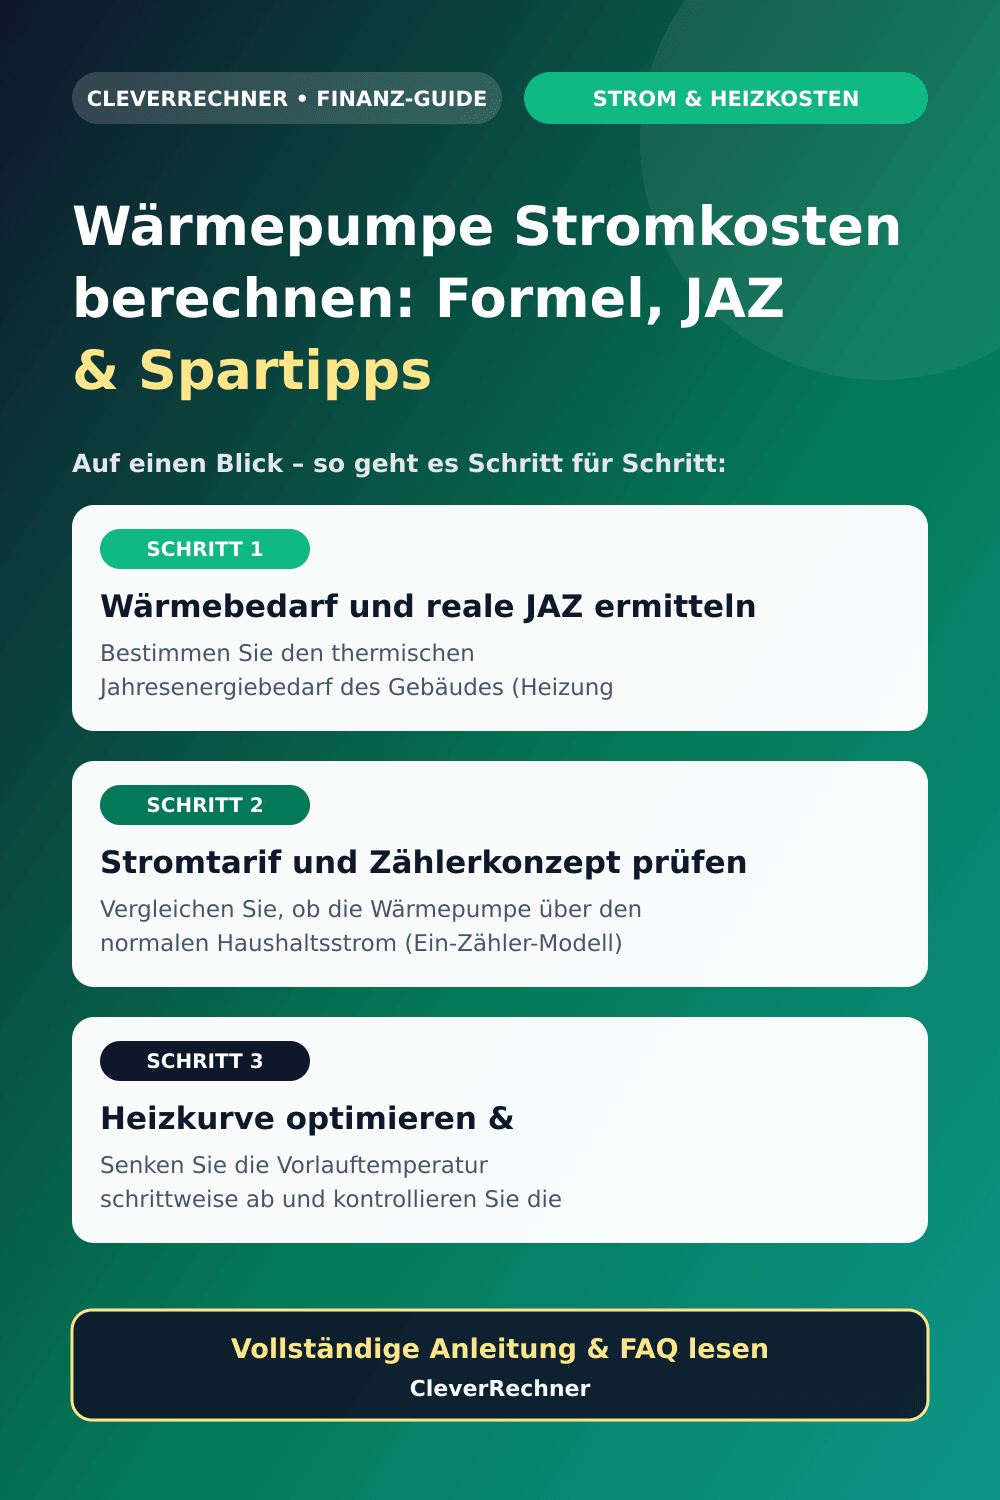 CLEVERRECHNER • FINANZ-GUIDE
STROM & HEIZKOSTEN
Wärmepumpe Stromkosten
berechnen: Formel, JAZ
& Spartipps
Auf einen Blick – so geht es Schritt für Schritt:
SCHRITT 1
Wärmebedarf und reale JAZ ermitteln
Bestimmen Sie den thermischen
Jahresenergiebedarf des Gebäudes (Heizung
SCHRITT 2
Stromtarif und Zählerkonzept prüfen
Vergleichen Sie, ob die Wärmepumpe über den
normalen Haushaltsstrom (Ein-Zähler-Modell)
SCHRITT 3
Heizkurve optimieren &
Senken Sie die Vorlauftemperatur
schrittweise ab und kontrollieren Sie die
Vollständige Anleitung & FAQ lesen
CleverRechner